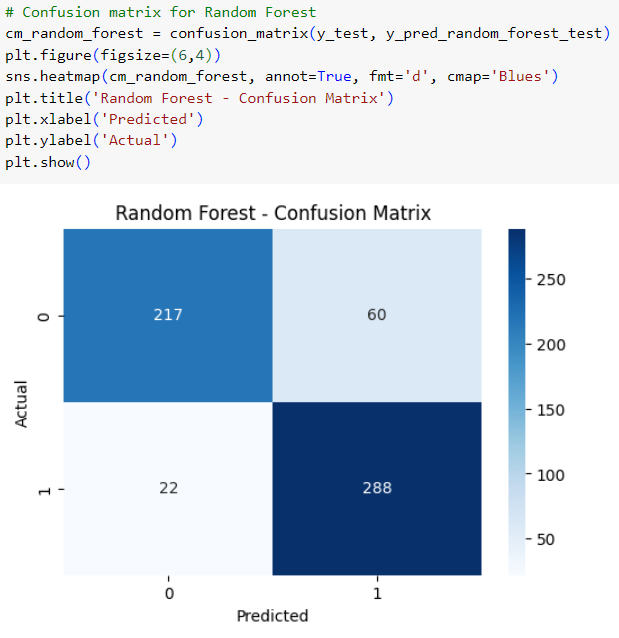 # Confusion matrix for Random Forest
cm_random_forest = confusion_matrix(y_test, y_pred_random_forest_test)
plt.figure(figsize=(6,4))
sns.heatmap(cm_random_forest, annot=True, fmt='d', cmap='Blues')
plt.title('Random Forest - Confusion Matrix')
plt.xlabel('Predicted')
plt.ylabel('Actual')
plt.show()
Random Forest - Confusion Matrix
Actual
0
217
60
1
22
288
0
1
Predicted
250
200
150
100
50